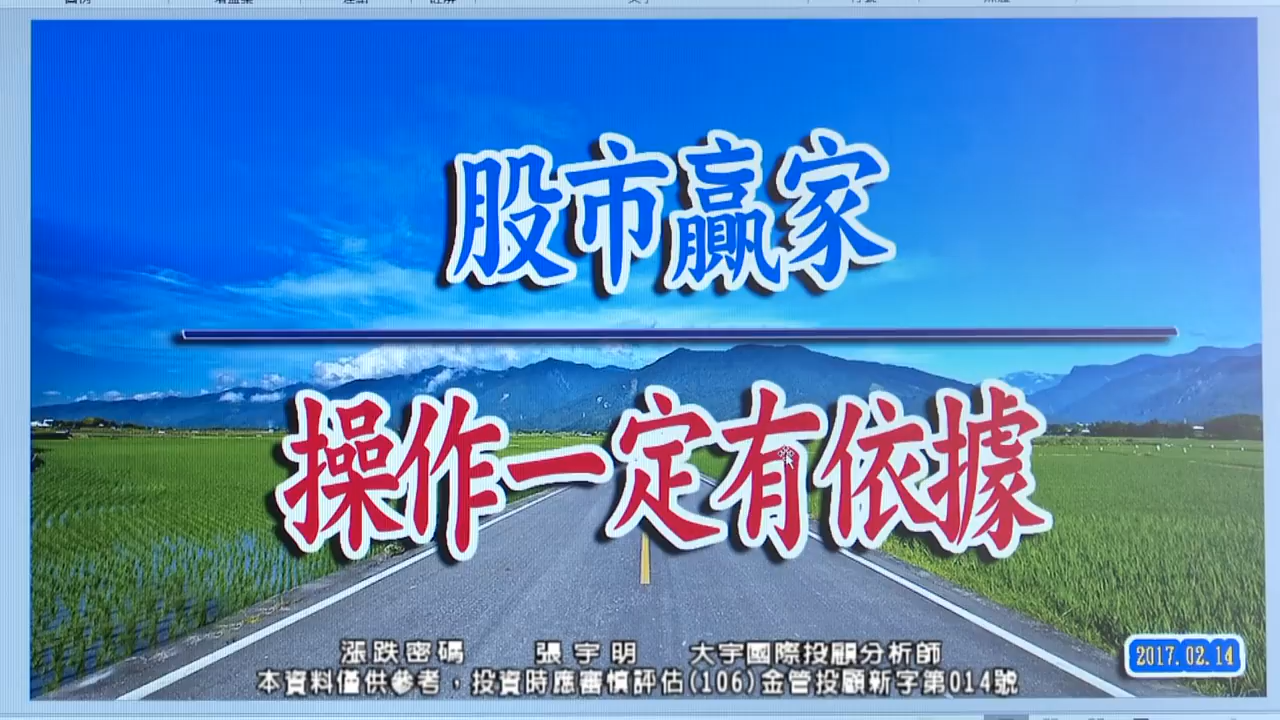 股市贏家
操作一定有依據
漲跌密碼 張宇明 大宇國際投顧分析師
本資料僅供參考，投資時應審慎評估(106)金管投顧新字第014號
2017.02.14